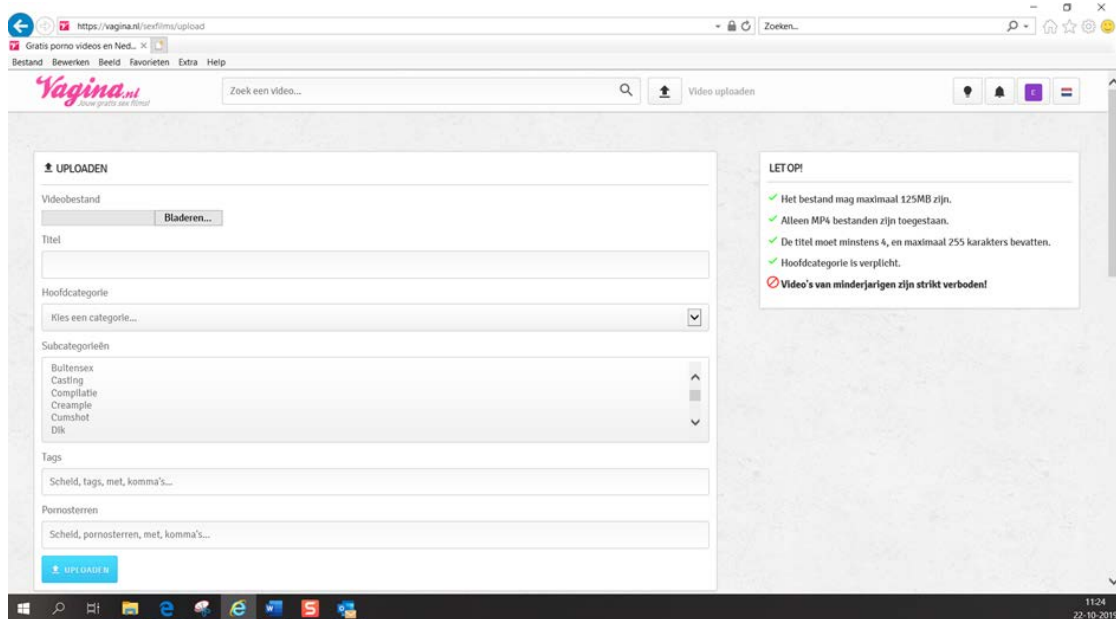 https://vagina.nl/sexfilms/upload
Zoeken...
Gratis porno videos en Ned...
Bestand Bewerken Beeld Favorieten Extra Help
Vagina.nl
Jouw gratis sex films!
Zoek een video...
Video uploaden
UPLOADEN
Videobestand
Bladeren...
Titel
Hoofdcategorie
Kies een categorie...
Subcategorieën
Buitensex
Casting
Compilatie
Creampie
Cumshot
Dik
Tags
Scheid, tags, met, komma's...
Pornosterren
Scheid, pornosterren, met, komma's...
UPLOADEN
LET OP!
Het bestand mag maximaal 125MB zijn.
Alleen MP4 bestanden zijn toegestaan.
De titel moet minstens 4, en maximaal 255 karakters bevatten.
Hoofdcategorie is verplicht.
Video's van minderjarigen zijn strikt verboden!
11:24
22-10-2019